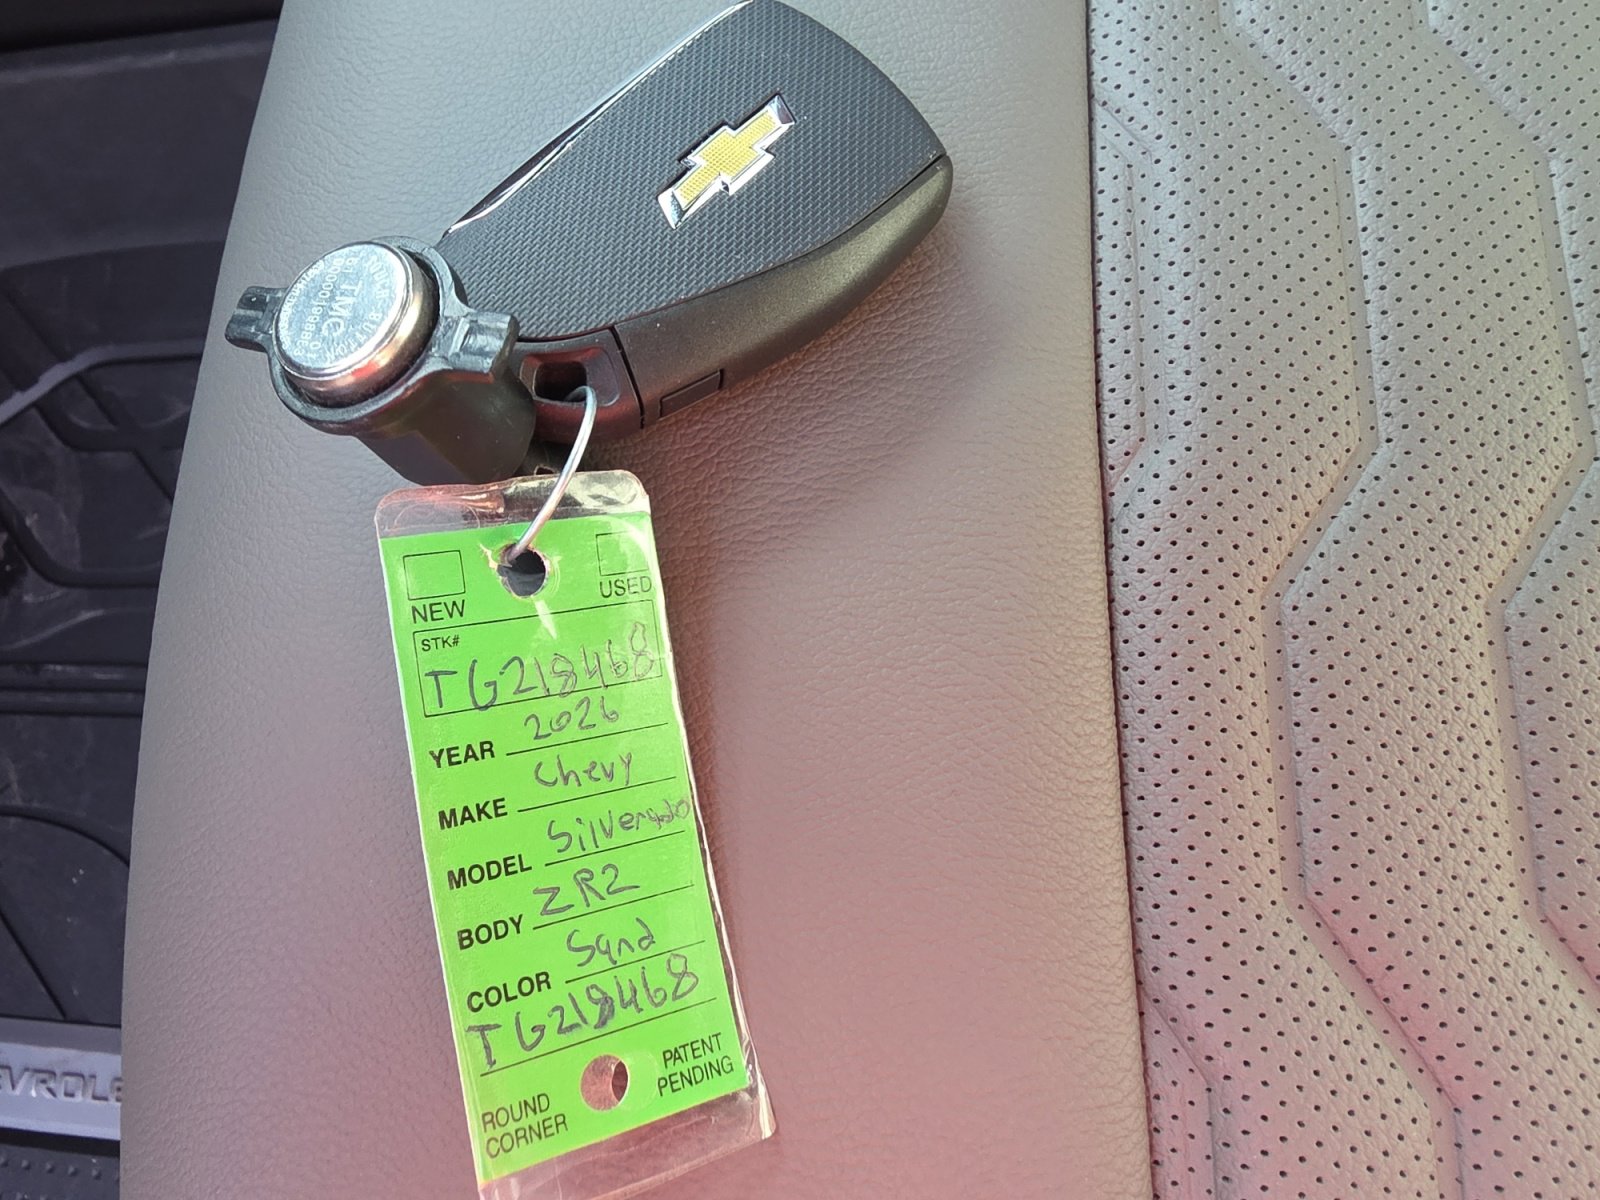 NEW
USED
STK#
TG218468
YEAR 2026
MAKE Chevy
MODEL Silverado
BODY ZR2
COLOR Sand
TG218468
ROUND
CORNER
PATENT
PENDING
TMC